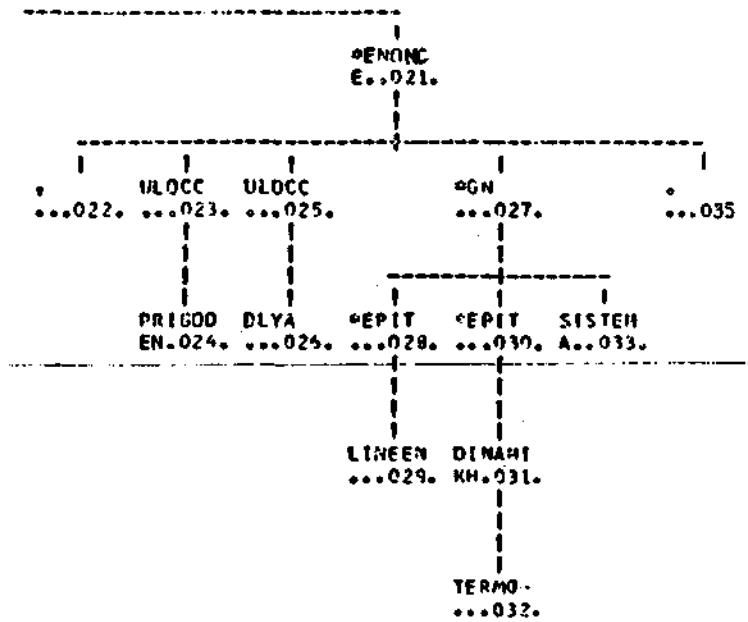 *ENONC
E..021.
, ULOCC ULOCC *GN .
...022. ...023. ...025. ...027. ...035
PRIGOD DLYA *EPIT *EPIT SISTEM
EN.024. ...026. ...028. ...030. A..033.
LINEEN DINAMI
...029. KH.031.
TERMO-
...032.